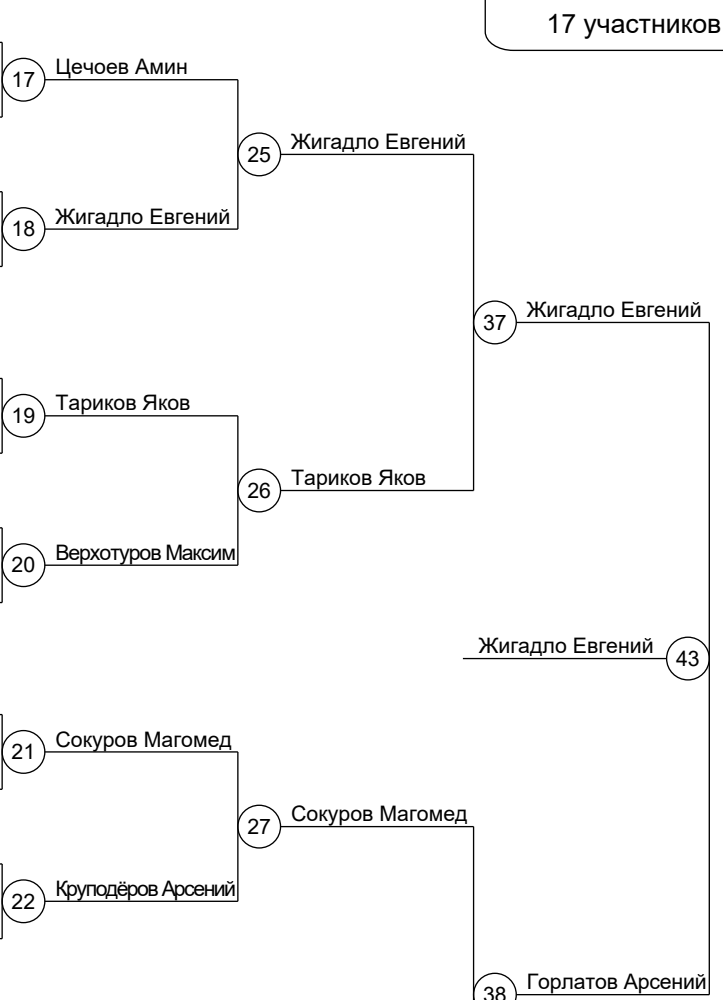 17 участников
17 Цечоев Амин
25 Жигадло Евгений
18 Жигадло Евгений
37 Жигадло Евгений
19 Тариков Яков
26 Тариков Яков
20 Верхотуров Максим
Жигадло Евгений 43
21 Сокуров Магомед
27 Сокуров Магомед
22 Круподёров Арсений
38 Горлатов Арсений